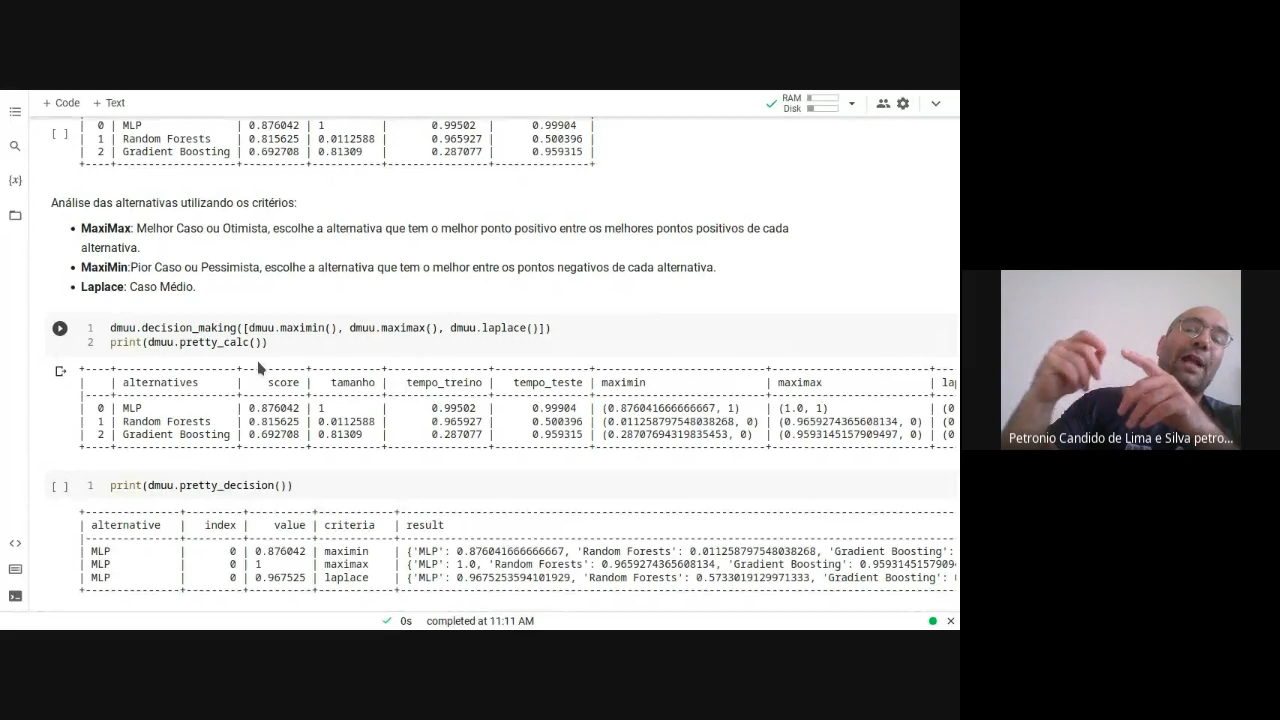 + Code + Text
RAM
Disk
[ ]
| 0 | MLP | 0.876042 | 1 | 0.99502 | 0.99904 |
| 1 | Random Forests | 0.815625 | 0.0112588 | 0.965927 | 0.500396 |
| 2 | Gradient Boosting | 0.692708 | 0.81309 | 0.287077 | 0.959315 |
+----+-------------------+----------+-----------+----------------+---------------+
{x}
Análise das alternativas utilizando os critérios:
• MaxiMax: Melhor Caso ou Otimista, escolhe a alternativa que tem o melhor ponto positivo entre os melhores pontos positivos de cada
alternativa.
• MaxiMin:Pior Caso ou Pessimista, escolhe a alternativa que tem o melhor entre os pontos negativos de cada alternativa.
• Laplace: Caso Médio.
1 dmuu.decision_making([dmuu.maximin(), dmuu.maximax(), dmuu.laplace()])
2 print(dmuu.pretty_calc())
| | alternatives | score | tamanho | tempo_treino | tempo_teste | maximin | maximax | la
| 0 | MLP | 0.876042 | 1 | 0.99502 | 0.99904 | (0.876041666666667, 1) | (1.0, 1) | (0
| 1 | Random Forests | 0.815625 | 0.0112588 | 0.965927 | 0.500396 | (0.011258797548038268, 0) | (0.9659274365608134, 0) | (0
| 2 | Gradient Boosting | 0.692708 | 0.81309 | 0.287077 | 0.959315 | (0.28707694319835453, 0) | (0.9593145157909497, 0) | (0
[ ] 1 print(dmuu.pretty_decision())
| alternative | index | value | criteria | result
| MLP | 0 | 0.876042 | maximin | {'MLP': 0.876041666666667, 'Random Forests': 0.011258797548038268, 'Gradient Boosting':
| MLP | 0 | 1 | maximax | {'MLP': 1.0, 'Random Forests': 0.9659274365608134, 'Gradient Boosting': 0.9593145157909
| MLP | 0 | 0.967525 | laplace | {'MLP': 0.9675253594101929, 'Random Forests': 0.5733019129971333, 'Gradient Boosting':
0s completed at 11:11 AM
Petronio Candido de Lima e Silva petro...